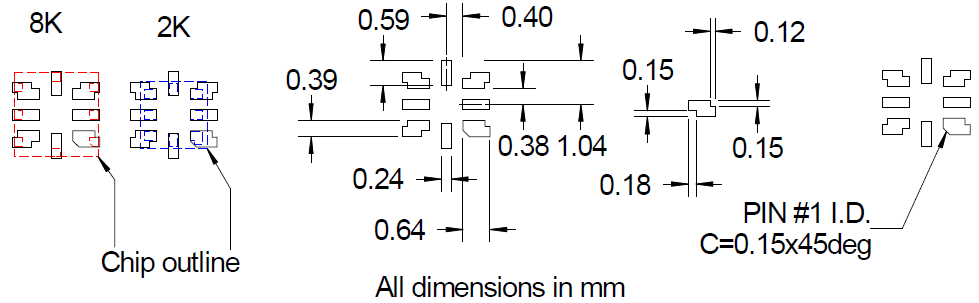 8K
2K
Chip outline
0.59
0.40
0.39
0.38
1.04
0.24
0.64
0.12
0.15
0.15
0.18
PIN #1 I.D.
C=0.15x45deg
All dimensions in mm